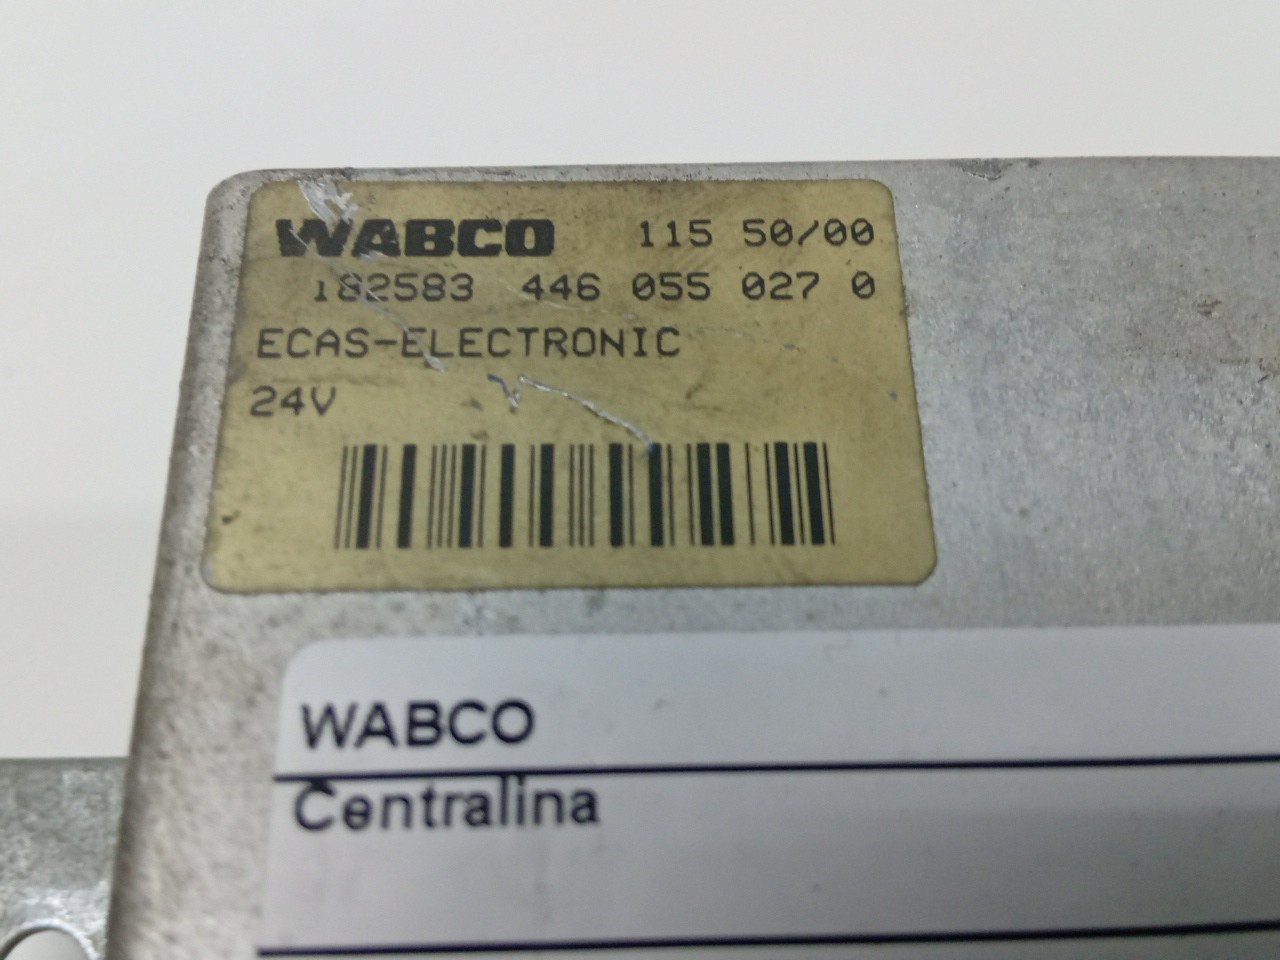 WABCO 115 50/00
182583 446 055 027 0
ECAS-ELECTRONIC
24V
WABCO
Centralina